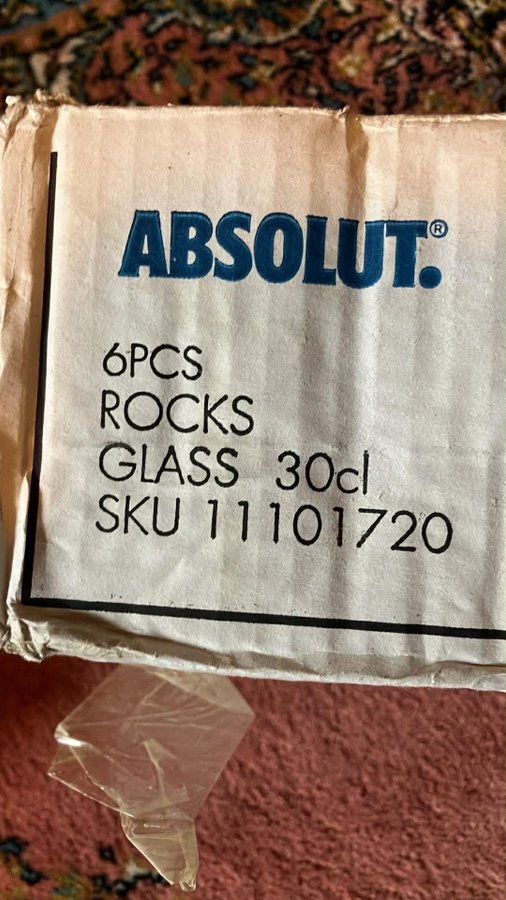 ABSOLUT.®
6PCS
ROCKS
GLASS 30cl
SKU 11101720